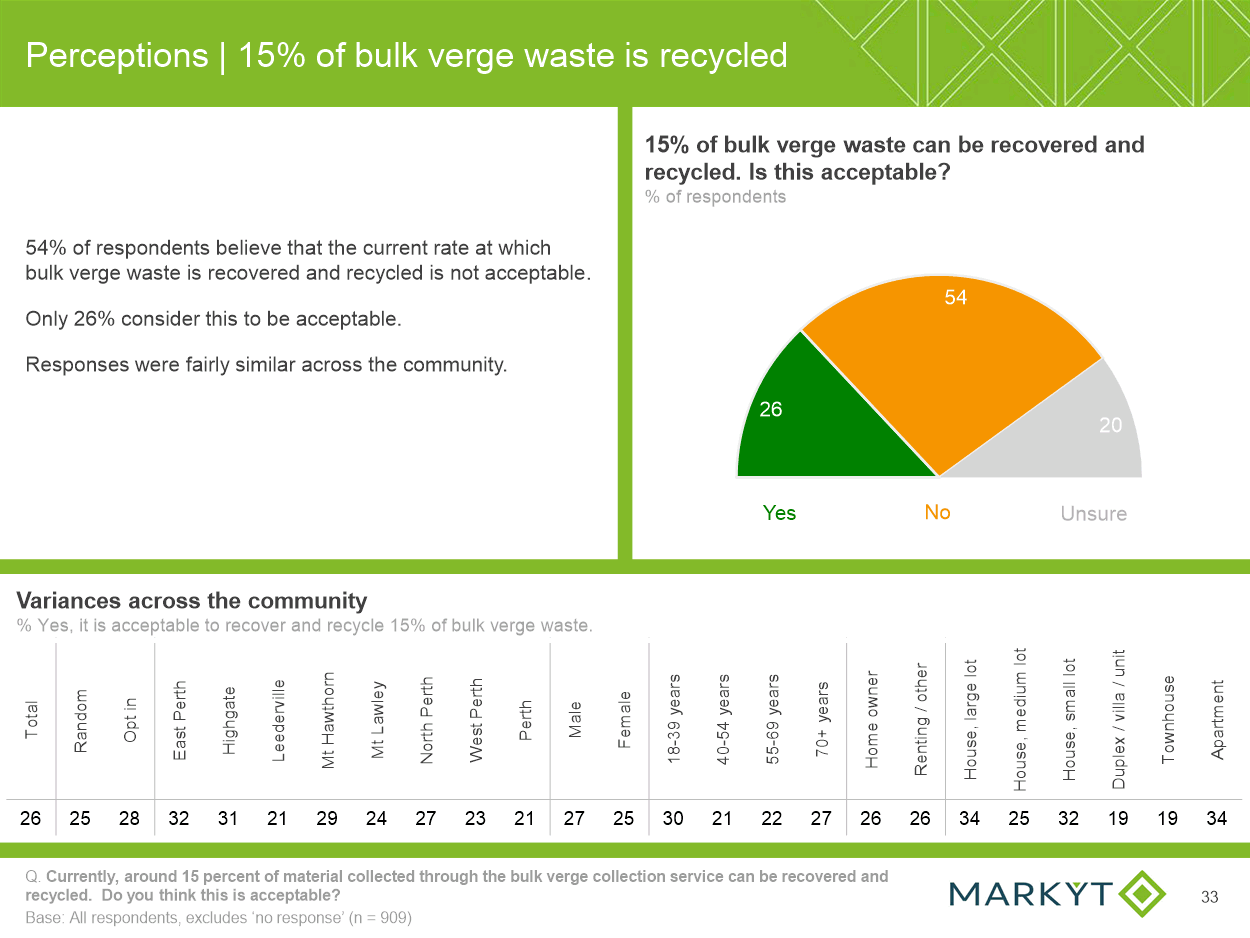 Perceptions | 15% of bulk verge waste is recycled
54% of respondents believe that the current rate at which
bulk verge waste is recovered and recycled is not acceptable.
Only 26% consider this to be acceptable.
Responses were fairly similar across the community.
15% of bulk verge waste can be recovered and
recycled. Is this acceptable?
% of respondents
54
26
20
Yes No Unsure
Variances across the community
% Yes, it is acceptable to recover and recycle 15% of bulk verge waste.
Total
Random
Opt in
East Perth
Highgate
Leederville
Mt Hawthorn
Mt Lawley
North Perth
West Perth
Perth
Male
Female
18-39 years
40-54 years
55-69 years
70+ years
Home owner
Renting / other
House, large lot
House, medium lot
House, small lot
Duplex / villa / unit
Townhouse
Apartment
26 25 28 32 31 21 29 24 27 23 21 27 25 30 21 22 27 26 26 34 25 32 19 19 34
Q. Currently, around 15 percent of material collected through the bulk verge collection service can be recovered and
recycled.  Do you think this is acceptable?
Base: All respondents, excludes ‘no response’ (n = 909)
MARKYT
33